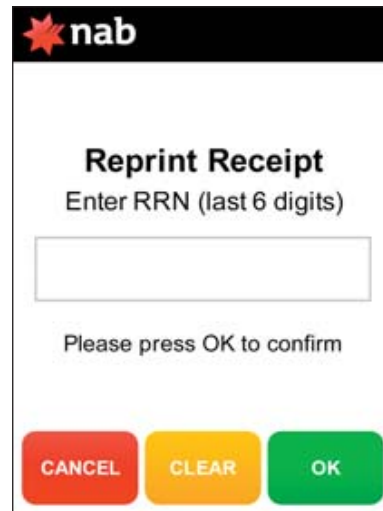 nab
Reprint Receipt
Enter RRN (last 6 digits)
Please press OK to confirm
CANCEL CLEAR OK